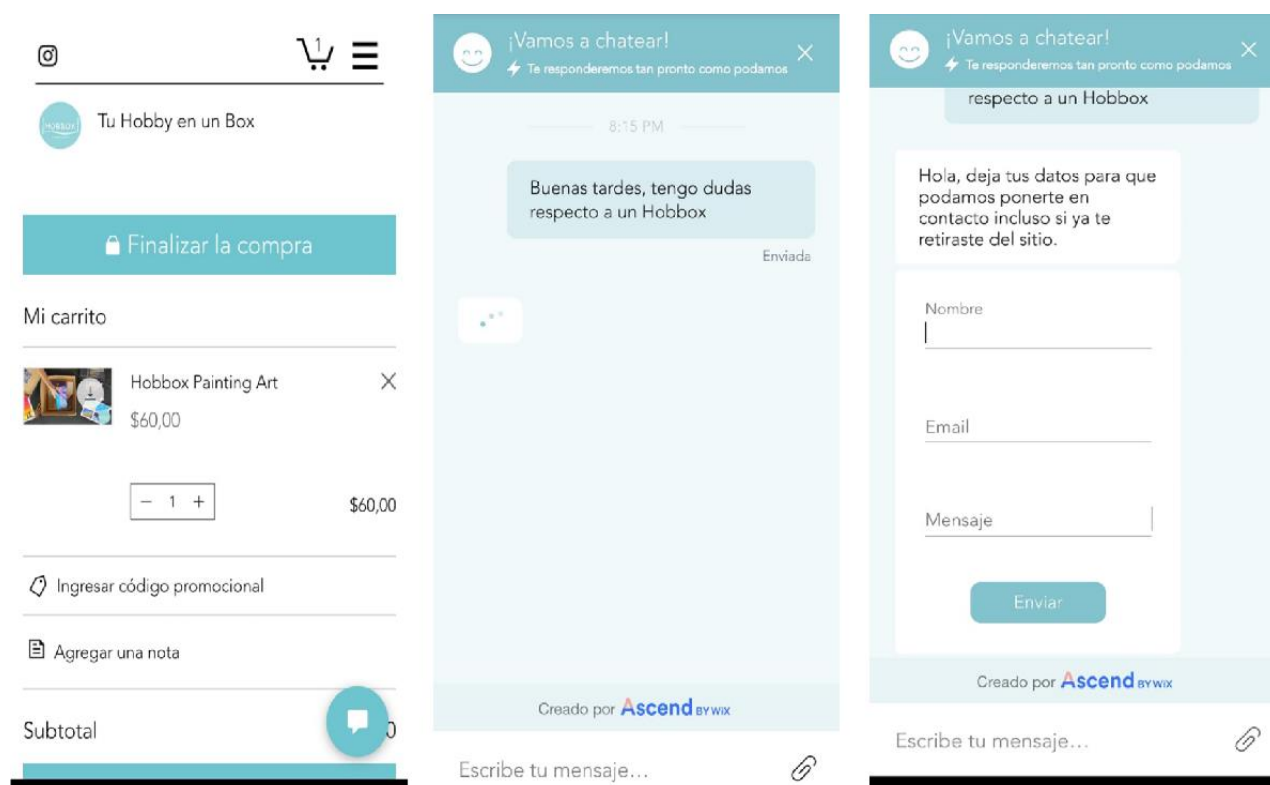 1
HOBBOX
Tu Hobby en un Box
Finalizar la compra
Mi carrito
Hobbox Painting Art
$60,00
− 1 +
$60,00
Ingresar código promocional
Agregar una nota
Subtotal
0
¡Vamos a chatear!
Te responderemos tan pronto como podamos
8:15 PM
Buenas tardes, tengo dudas
respecto a un Hobbox
Enviada
Creado por Ascend BY WIX
Escribe tu mensaje...
¡Vamos a chatear!
Te responderemos tan pronto como podamos
respecto a un Hobbox
Hola, deja tus datos para que
podamos ponerte en
contacto incluso si ya te
retiraste del sitio.
Nombre
Email
Mensaje
Enviar
Creado por Ascend BY WIX
Escribe tu mensaje...